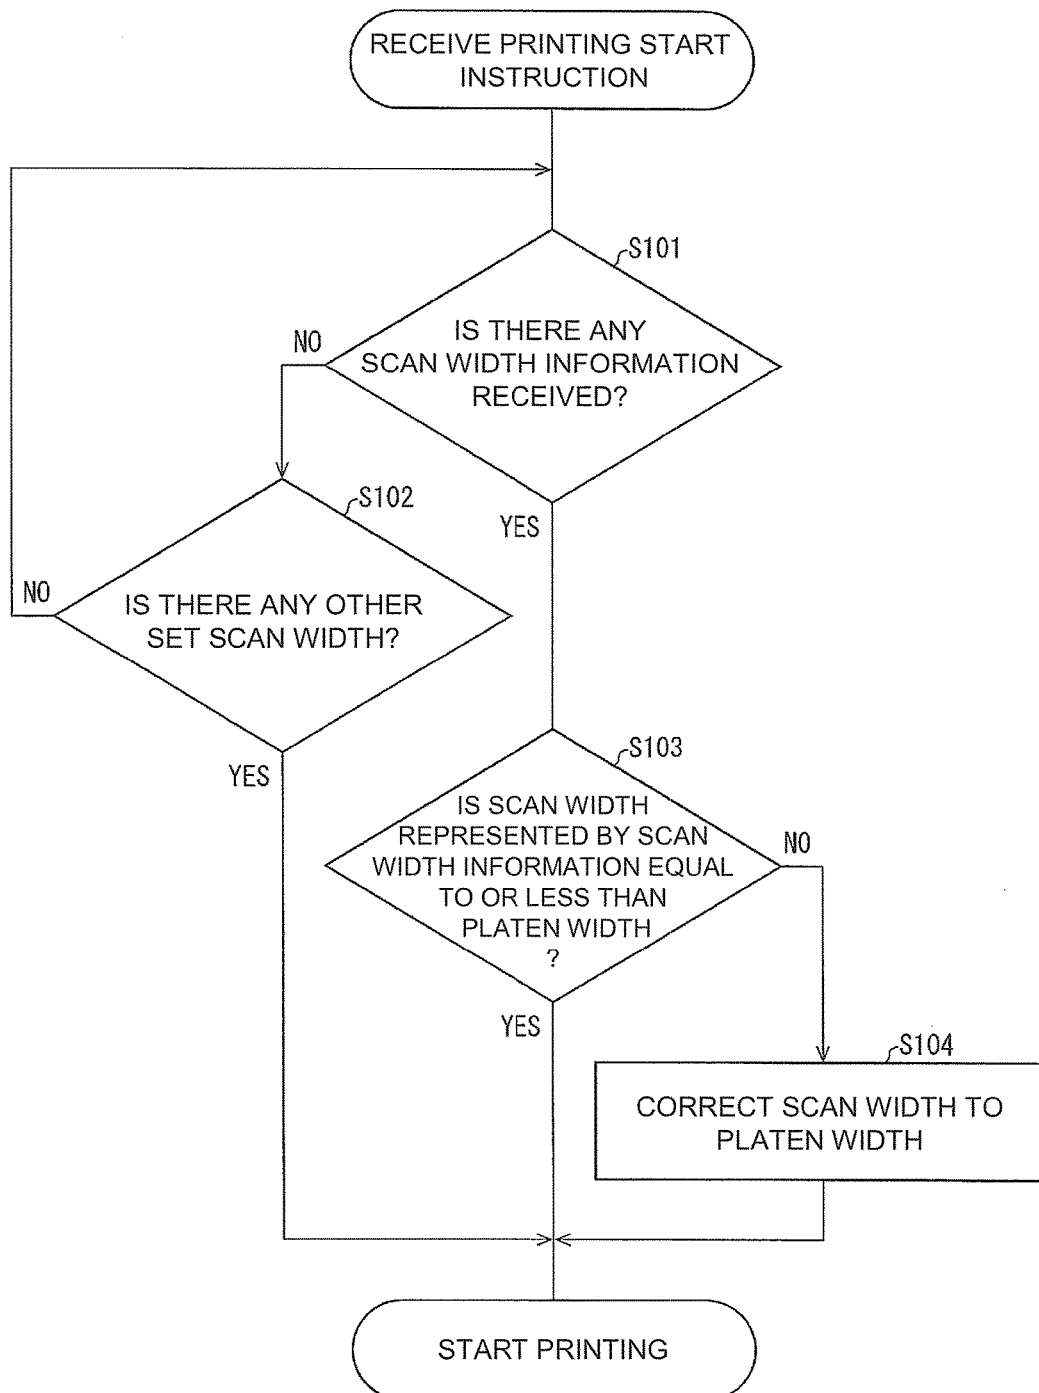 RECEIVE PRINTING START
INSTRUCTION
S101
IS THERE ANY
SCAN WIDTH INFORMATION
RECEIVED?
NO
YES
S102
IS THERE ANY OTHER
SET SCAN WIDTH?
NO
YES
S103
IS SCAN WIDTH
REPRESENTED BY SCAN
WIDTH INFORMATION EQUAL
TO OR LESS THAN
PLATEN WIDTH
?
NO
YES
S104
CORRECT SCAN WIDTH TO
PLATEN WIDTH
START PRINTING